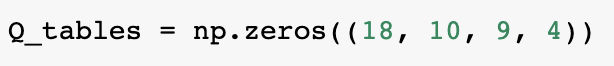 Q_tables = np.zeros((18, 10, 9, 4))